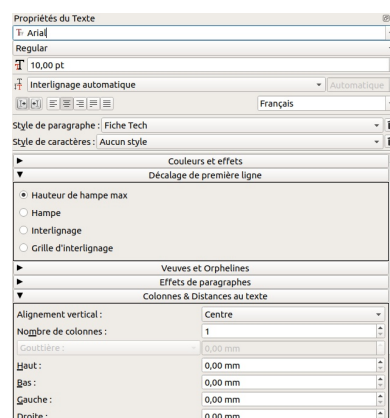 Propriétés du Texte
Arial
Regular
10,00 pt
Interlignage automatique Automatique
Français
Style de paragraphe : Fiche Tech
Style de caractères : Aucun style
Couleurs et effets
Décalage de première ligne
Hauteur de hampe max
Hampe
Interlignage
Grille d'interlignage
Veuves et Orphelines
Effets de paragraphes
Colonnes & Distances au texte
Alignement vertical : Centre
Nombre de colonnes : 1
Gouttière : 0,00 mm
Haut : 0,00 mm
Bas : 0,00 mm
Gauche : 0,00 mm
Droite : 0,00 mm